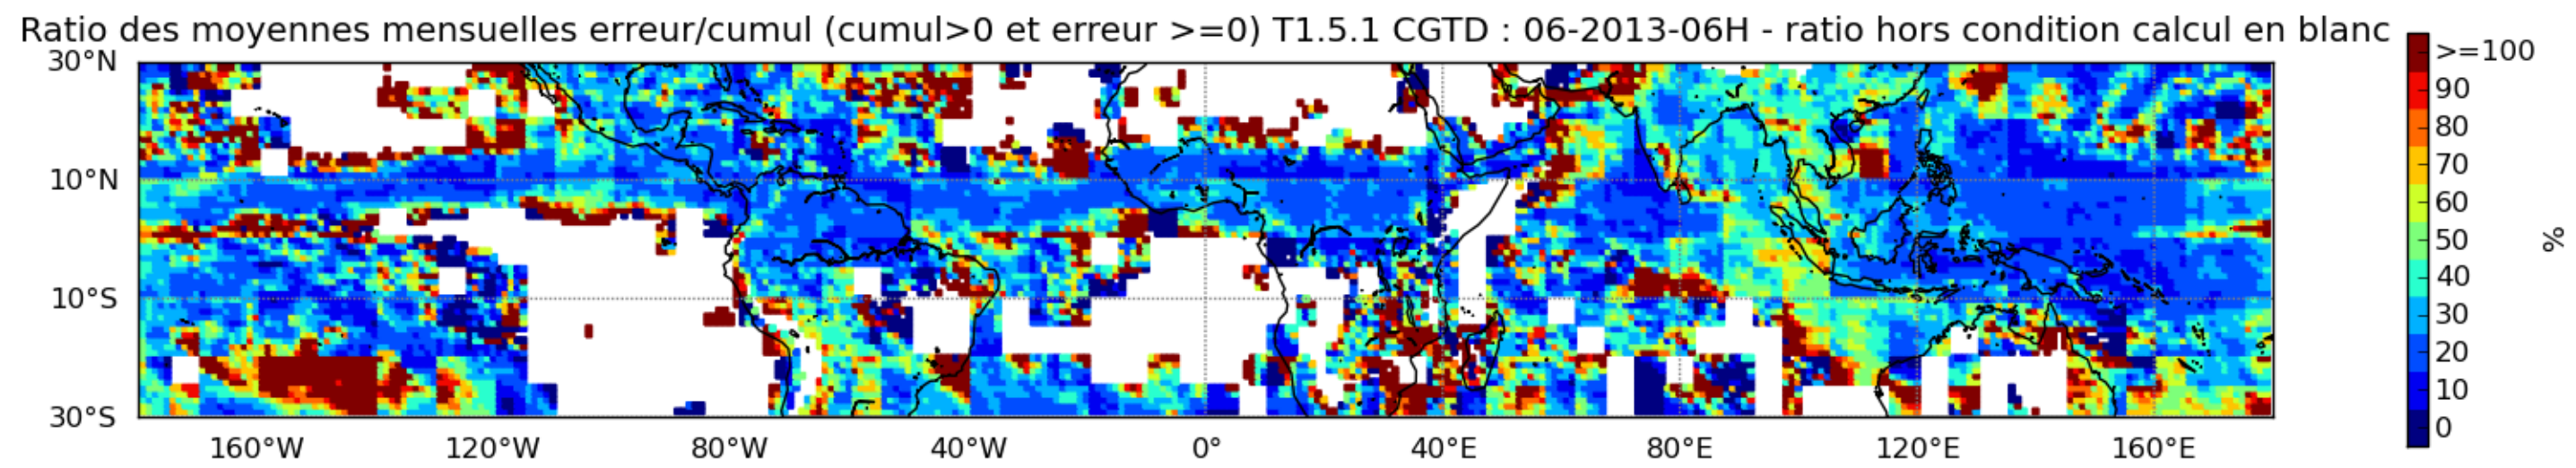 Ratio des moyennes mensuelles erreur/cumul (cumul>0 et erreur >=0) T1.5.1 CGTD : 06-2013-06H - ratio hors condition calcul en blanc
30°N
10°N
10°S
30°S
160°W 120°W 80°W 40°W 0° 40°E 80°E 120°E 160°E
>=100
90
80
70
60
50
40
30
20
10
0
%